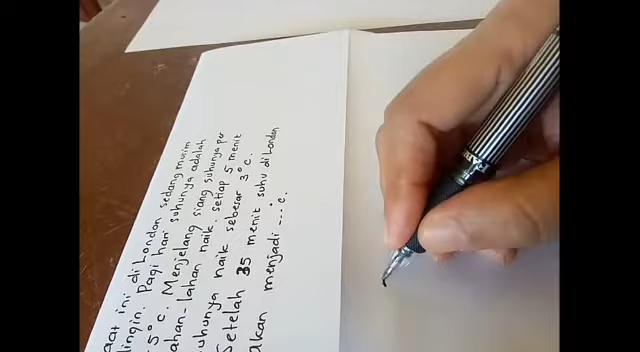 aat ini di London sedang musim
dingin. Pagi hari suhunya adalah
-5°C. Menjelang siang suhunya per
lahan-lahan naik. setiap 5 menit
suhunya naik sebesar 3°C.
Setelah 35 menit suhu di London
akan menjadi ... °C.